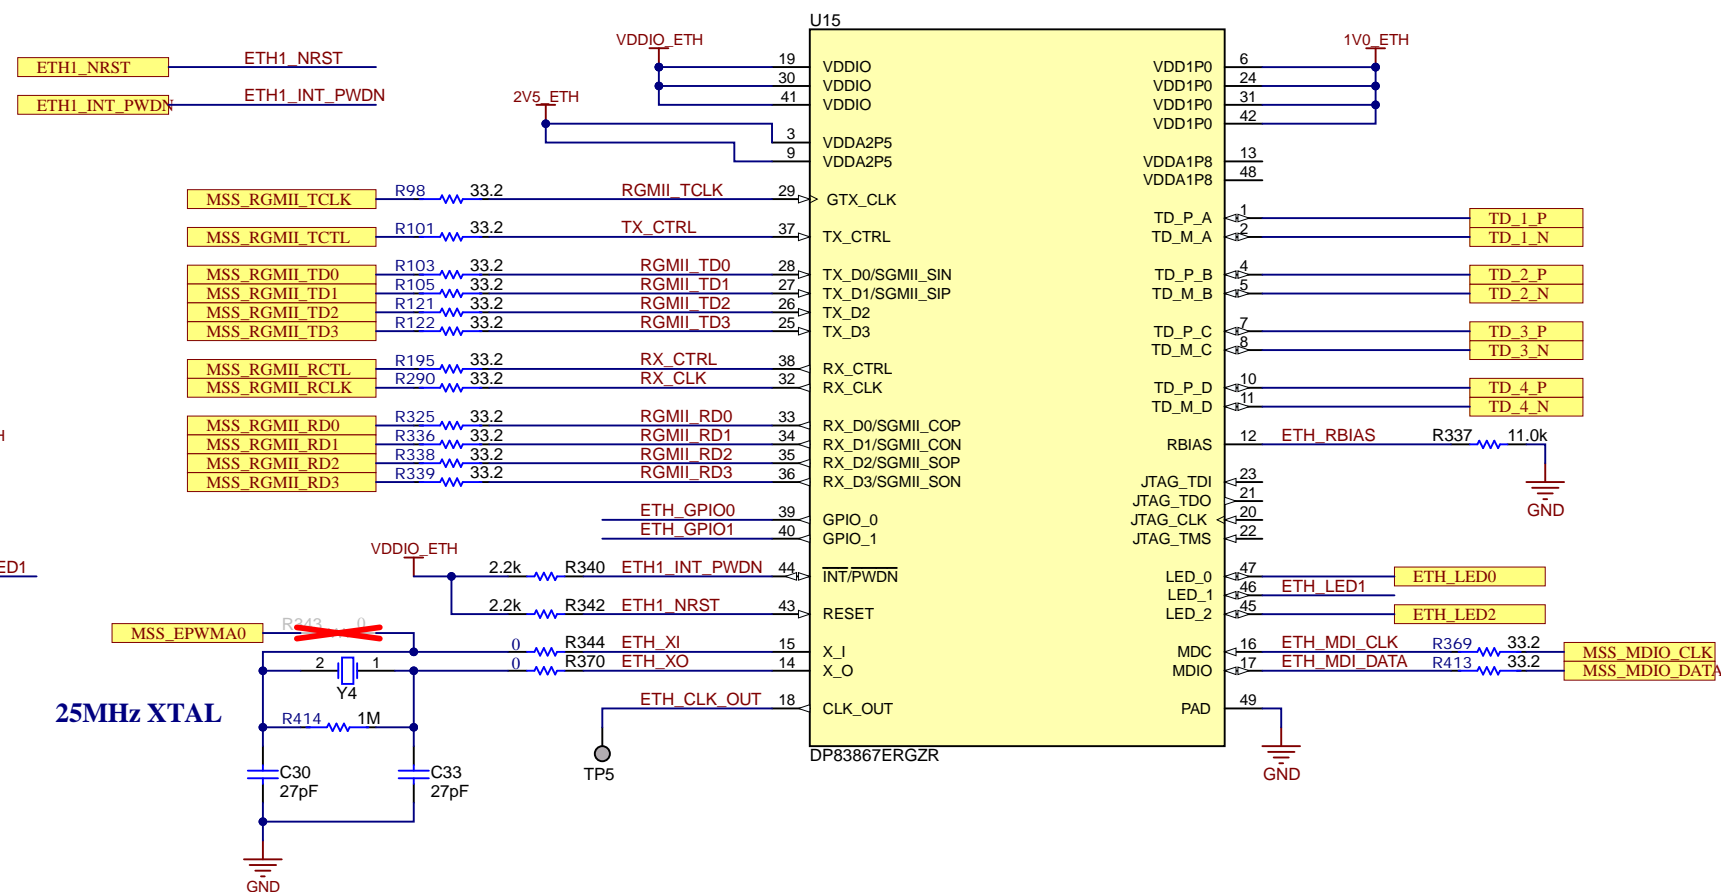 U15
ETH1_NRST ETH1_NRST
ETH1_INT_PWDN ETH1_INT_PWDN
VDDIO_ETH
2V5_ETH
1V0_ETH
19 VDDIO
30 VDDIO
41 VDDIO
3 VDDA2P5
9 VDDA2P5
VDD1P0 6
VDD1P0 24
VDD1P0 31
VDD1P0 42
VDDA1P8 13
VDDA1P8 48
MSS_RGMII_TCLK R98 33.2 RGMII_TCLK 29 GTX_CLK
MSS_RGMII_TCTL R101 33.2 TX_CTRL 37 TX_CTRL
MSS_RGMII_TD0 R103 33.2 RGMII_TD0 28 TX_D0/SGMII_SIN
MSS_RGMII_TD1 R105 33.2 RGMII_TD1 27 TX_D1/SGMII_SIP
MSS_RGMII_TD2 R121 33.2 RGMII_TD2 26 TX_D2
MSS_RGMII_TD3 R122 33.2 RGMII_TD3 25 TX_D3
MSS_RGMII_RCTL R195 33.2 RX_CTRL 38 RX_CTRL
MSS_RGMII_RCLK R290 33.2 RX_CLK 32 RX_CLK
MSS_RGMII_RD0 R325 33.2 RGMII_RD0 33 RX_D0/SGMII_COP
MSS_RGMII_RD1 R336 33.2 RGMII_RD1 34 RX_D1/SGMII_CON
MSS_RGMII_RD2 R338 33.2 RGMII_RD2 35 RX_D2/SGMII_SOP
MSS_RGMII_RD3 R339 33.2 RGMII_RD3 36 RX_D3/SGMII_SON
ETH_GPIO0 39 GPIO_0
ETH_GPIO1 40 GPIO_1
VDDIO_ETH
2.2k R340 ETH1_INT_PWDN 44 INT/PWDN
2.2k R342 ETH1_NRST 43 RESET
MSS_EPWMA0 R343 0
0 R344 ETH_XI 15 X_I
0 R370 ETH_XO 14 X_O
2 1
Y4
25MHz XTAL
R414 1M
C30
27pF
C33
27pF
GND
ETH_CLK_OUT 18 CLK_OUT
TP5
TD_P_A 1 TD_1_P
TD_M_A 2 TD_1_N
TD_P_B 4 TD_2_P
TD_M_B 5 TD_2_N
TD_P_C 7 TD_3_P
TD_M_C 8 TD_3_N
TD_P_D 10 TD_4_P
TD_M_D 11 TD_4_N
RBIAS 12 ETH_RBIAS R337 11.0k
GND
JTAG_TDI 23
JTAG_TDO 21
JTAG_CLK 20
JTAG_TMS 22
LED_0 47 ETH_LED0
LED_1 46 ETH_LED1
LED_2 45 ETH_LED2
MDC 16 ETH_MDI_CLK R369 33.2 MSS_MDIO_CLK
MDIO 17 ETH_MDI_DATA R413 33.2 MSS_MDIO_DATA
PAD 49
GND
DP83867ERGZR
H
ED1